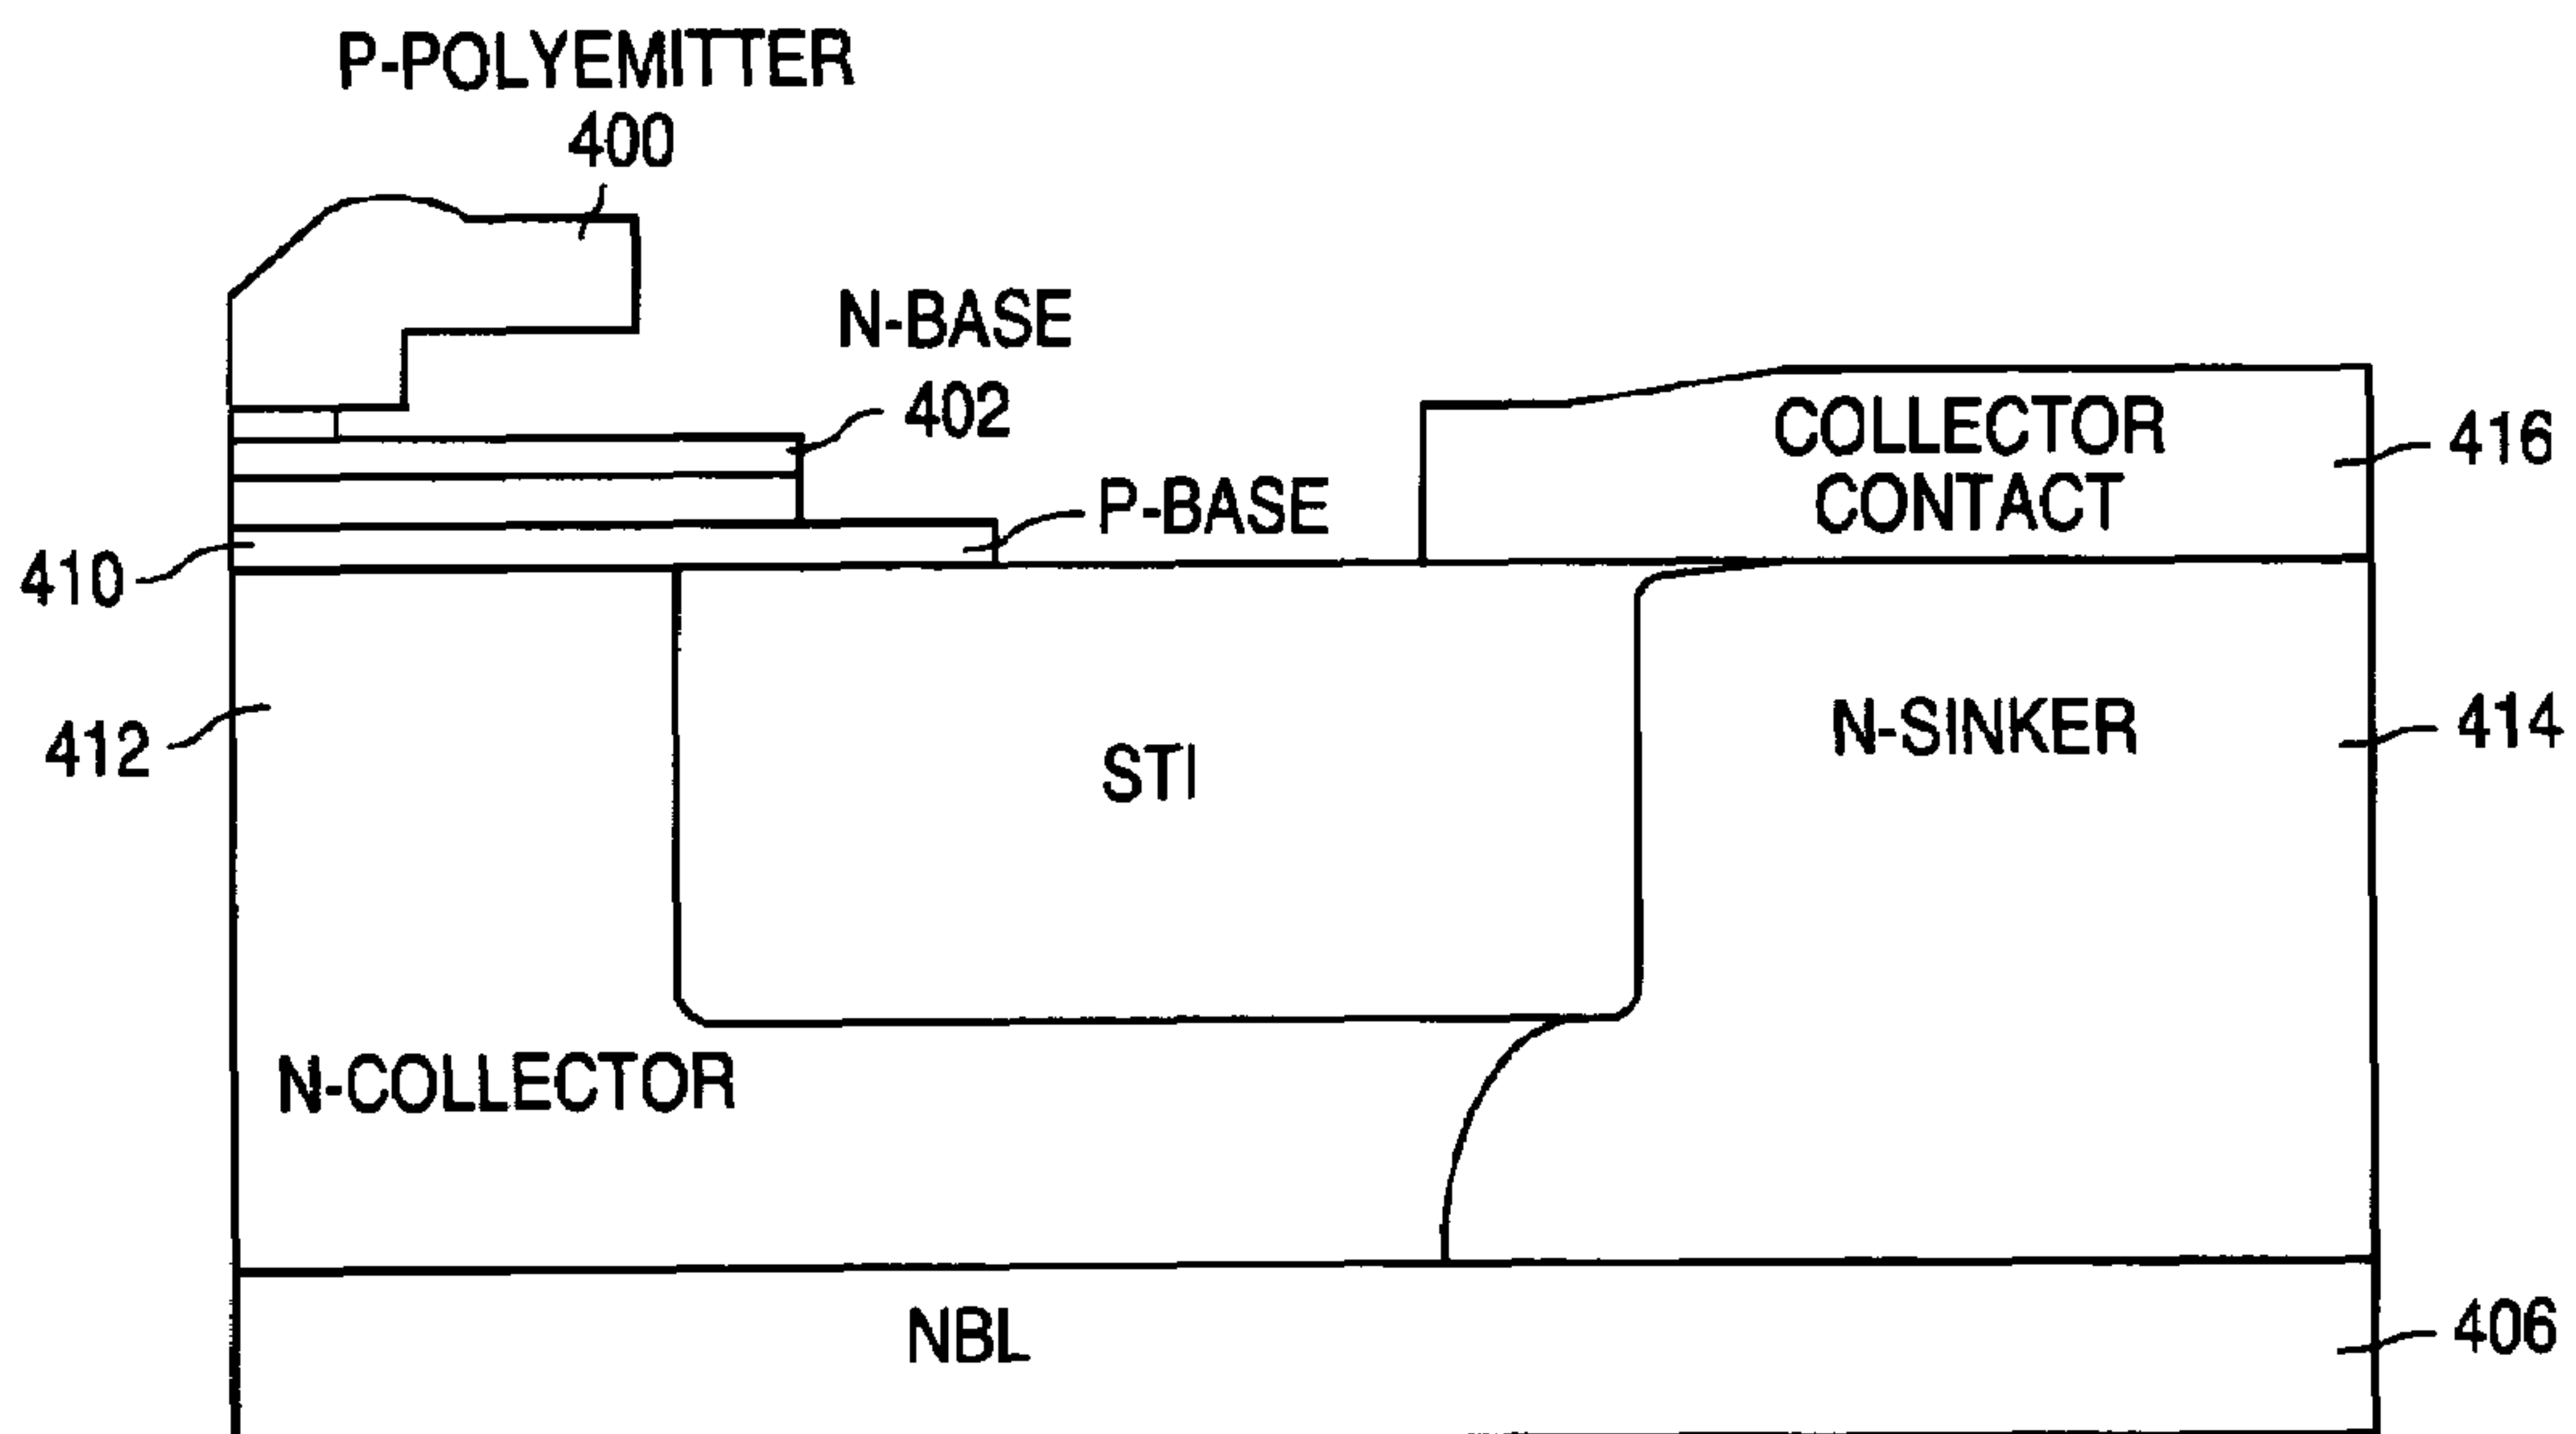 P-POLYEMITTER
400
N-BASE
402
COLLECTOR
CONTACT
416
P-BASE
410
412
STI
N-SINKER
414
N-COLLECTOR
NBL
406